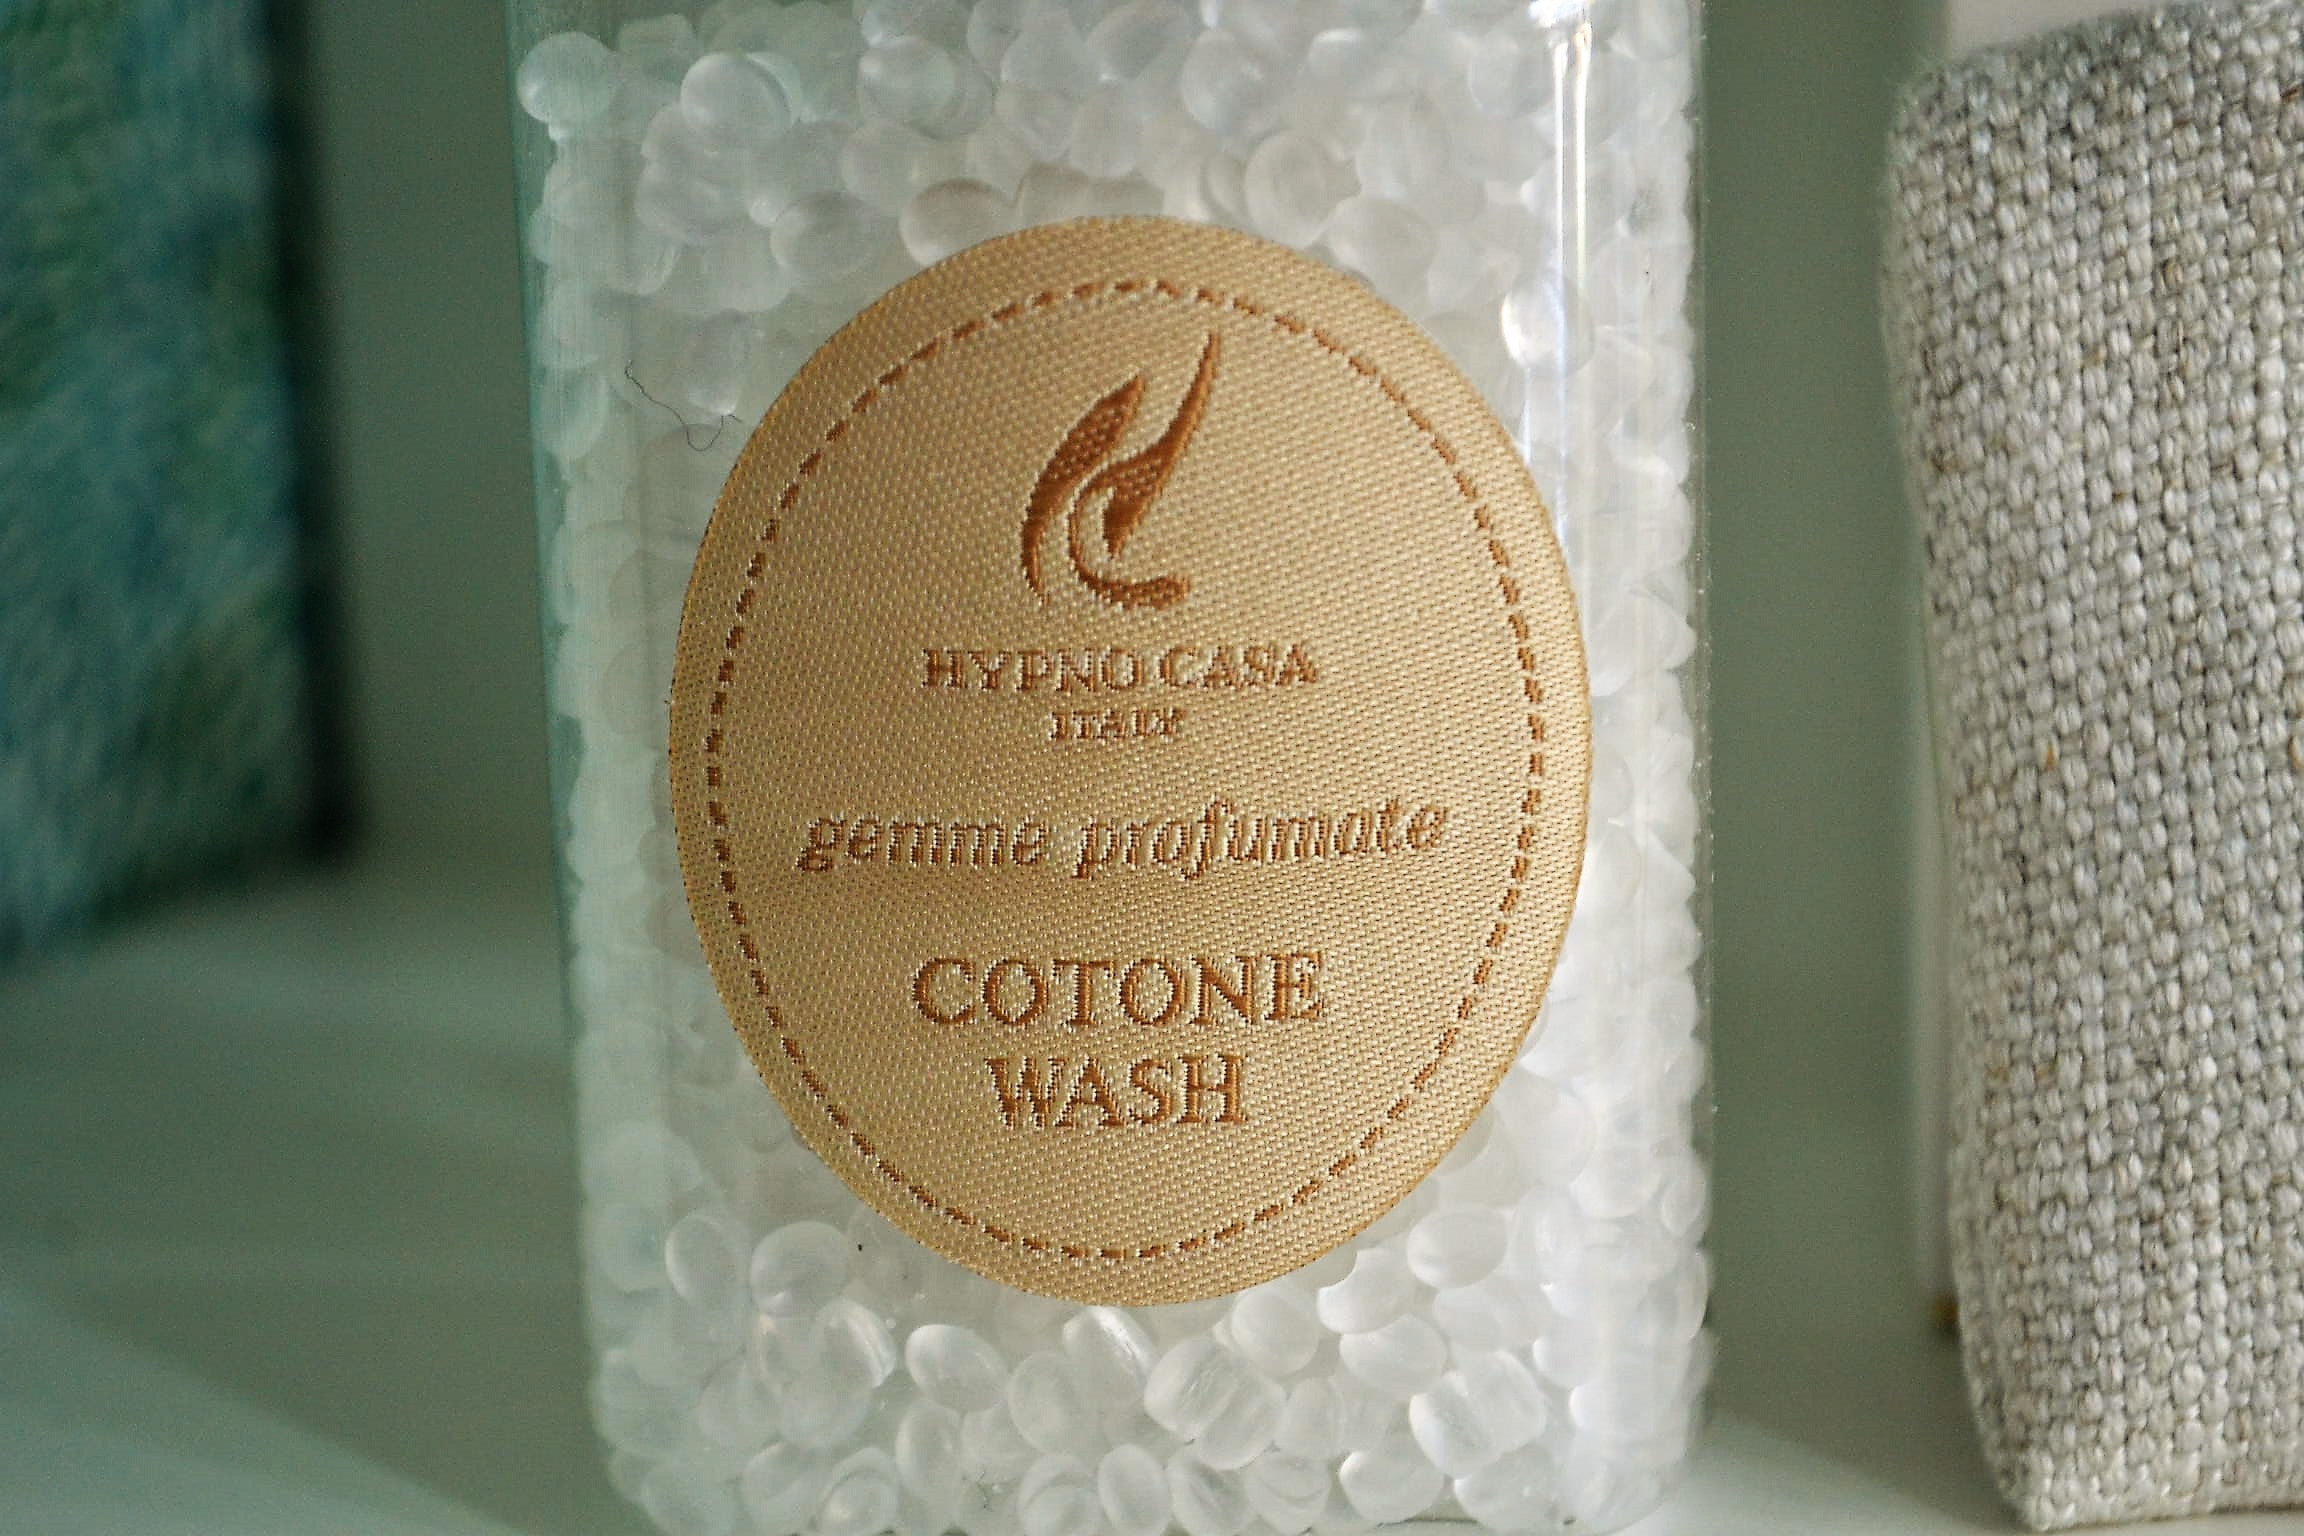 HYPNO CASA
ITALY
gemme profumate
COTONE
WASH